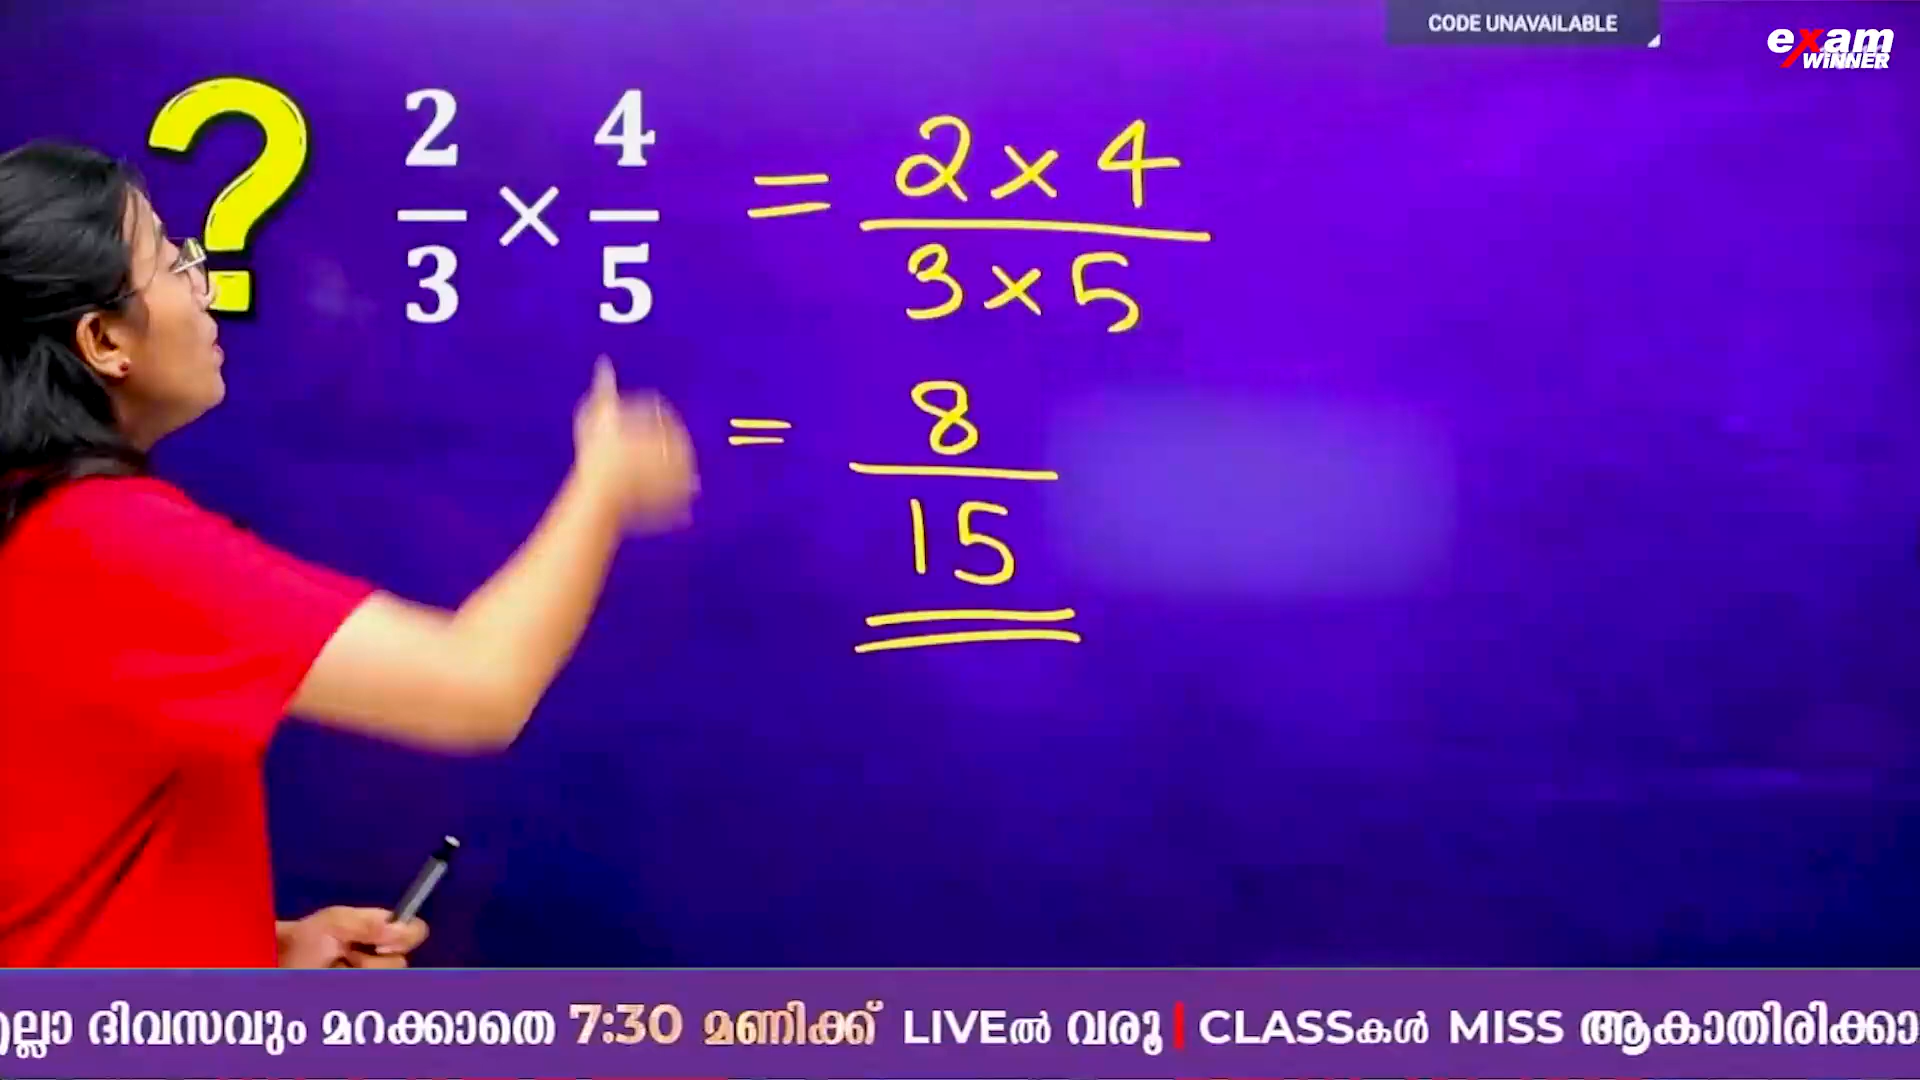 CODE UNAVAILABLE
exam
WINNER
?
2/3 × 4/5 = 2 × 4 / 3 × 5
= 8/15
ദിവസവും മറക്കാതെ 7:30 മണിക്ക് LIVEൽ വരൂ | CLASSകൾ MISS